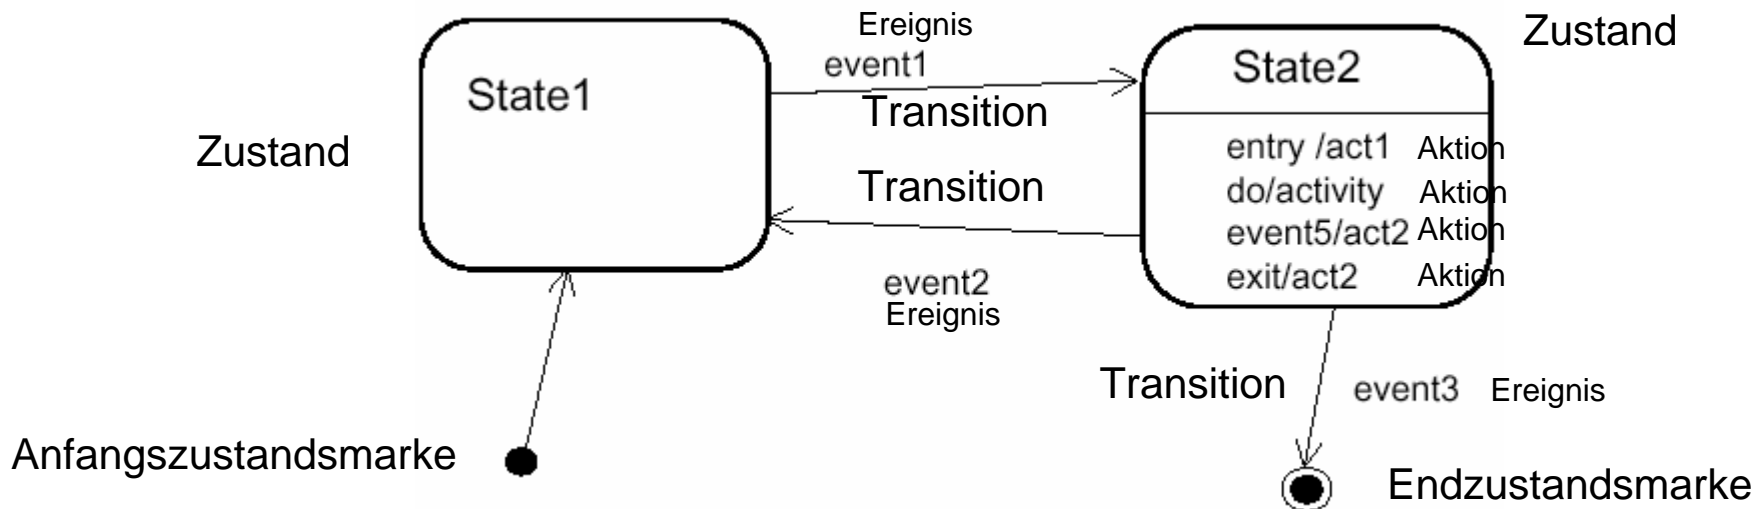 Ereignis
Zustand
event1
State2
State1
Transition
Zustand
entry /act1 Aktion
Transition
do/activity Aktion
event5/act2 Aktion
exit/act2 Aktion
event2
Ereignis
Transition
event3 Ereignis
Anfangszustandsmarke
Endzustandsmarke